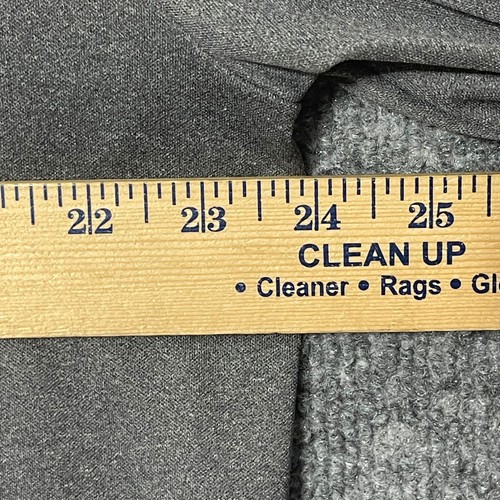 22 23 24 25
CLEAN UP
• Cleaner • Rags •